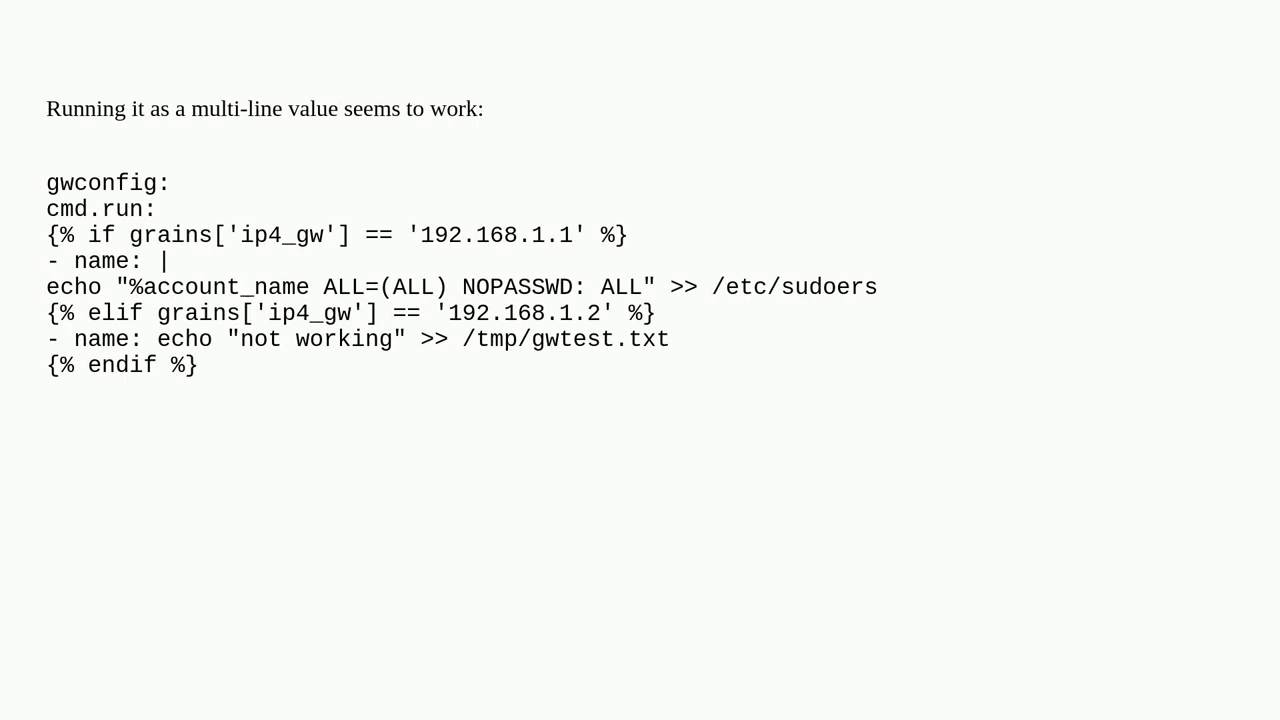 Running it as a multi-line value seems to work:
gwconfig:
cmd.run:
{% if grains['ip4_gw'] == '192.168.1.1' %}
- name: |
echo "%account_name ALL=(ALL) NOPASSWD: ALL" >> /etc/sudoers
{% elif grains['ip4_gw'] == '192.168.1.2' %}
- name: echo "not working" >> /tmp/gwtest.txt
{% endif %}